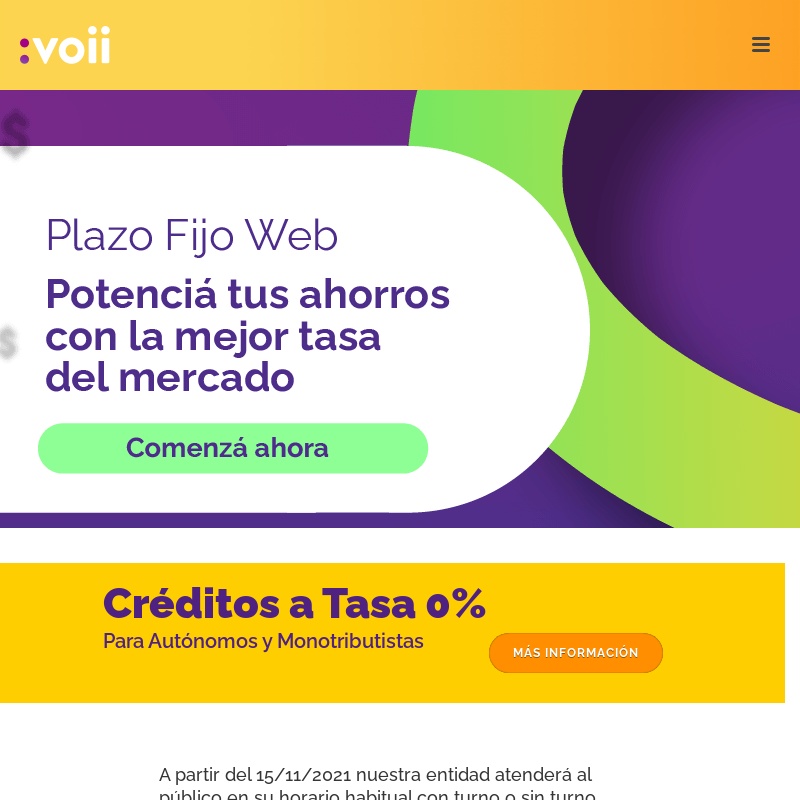 :voii
$
Plazo Fijo Web
Potenciá tus ahorros
con la mejor tasa
del mercado
$
Comenzá ahora
Créditos a Tasa 0%
Para Autónomos y Monotributistas
MÁS INFORMACIÓN
A partir del 15/11/2021 nuestra entidad atenderá al
público en su horario habitual con turno o sin turno